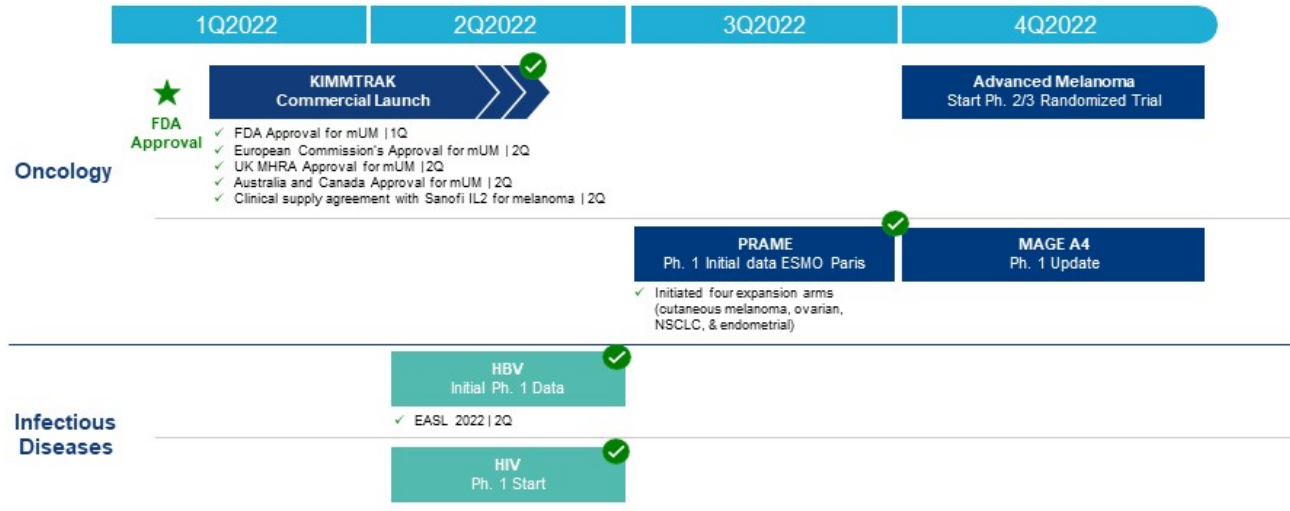 1Q2022
2Q2022
3Q2022
4Q2022
Oncology
FDA
Approval
KIMMTRAK
Commercial Launch
✓ FDA Approval for mUM | 1Q
✓ European Commission's Approval for mUM | 2Q
✓ UK MHRA Approval for mUM | 2Q
✓ Australia and Canada Approval for mUM | 2Q
✓ Clinical supply agreement with Sanofi IL2 for melanoma | 2Q
Advanced Melanoma
Start Ph. 2/3 Randomized Trial
PRAME
Ph. 1 Initial data ESMO Paris
✓ Initiated four expansion arms
(cutaneous melanoma, ovarian,
NSCLC, & endometrial)
MAGE A4
Ph. 1 Update
Infectious
Diseases
HBV
Initial Ph. 1 Data
✓ EASL 2022 | 2Q
HIV
Ph. 1 Start